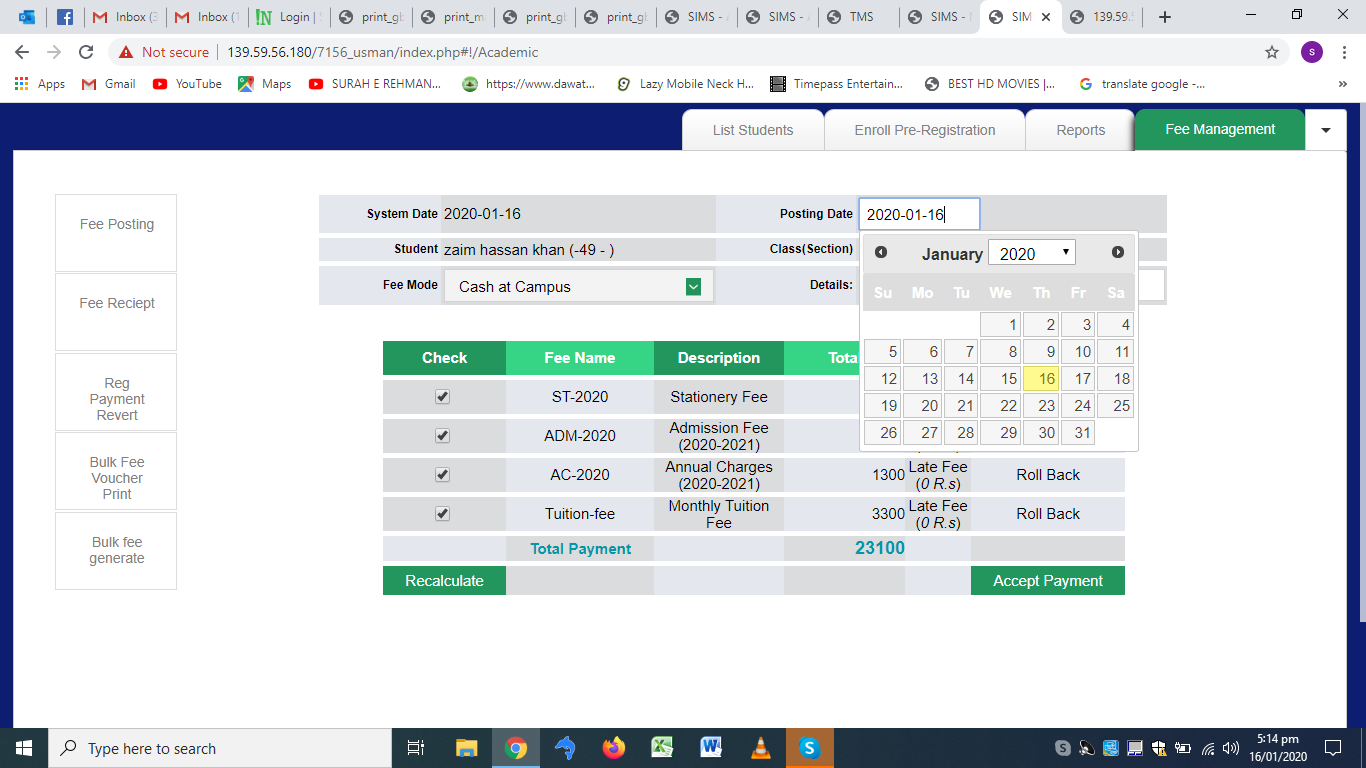 Inbox (3
Inbox (1
Login | S
print_gb
print_m
print_gb
print_gb
SIMS - A
SIMS - A
TMS
SIMS - 
SIM
139.59.5
Not secure | 139.59.56.180/7156_usman/index.php#!/Academic
S
Apps
Gmail
YouTube
Maps
SURAH E REHMAN...
https://www.dawat...
Lazy Mobile Neck H...
Timepass Entertain...
BEST HD MOVIES |...
translate google -...
List Students
Enroll Pre-Registration
Reports
Fee Management
Fee Posting
Fee Reciept
Reg
Payment
Revert
Bulk Fee
Voucher
Print
Bulk fee
generate
System Date 2020-01-16 Posting Date 2020-01-16
Student zaim hassan khan (-49 - ) Class(Section)
Fee Mode Cash at Campus Details:
January 2020
Su Mo Tu We Th Fr Sa
1 2 3 4
5 6 7 8 9 10 11
12 13 14 15 16 17 18
19 20 21 22 23 24 25
26 27 28 29 30 31
Check Fee Name Description Tota
ST-2020 Stationery Fee
ADM-2020 Admission Fee
(2020-2021)
AC-2020 Annual Charges
(2020-2021) 1300 Late Fee
(0 R.s) Roll Back
Tuition-fee Monthly Tuition
Fee 3300 Late Fee
(0 R.s) Roll Back
Total Payment 23100
Recalculate Accept Payment
Type here to search
5:14 pm
16/01/2020